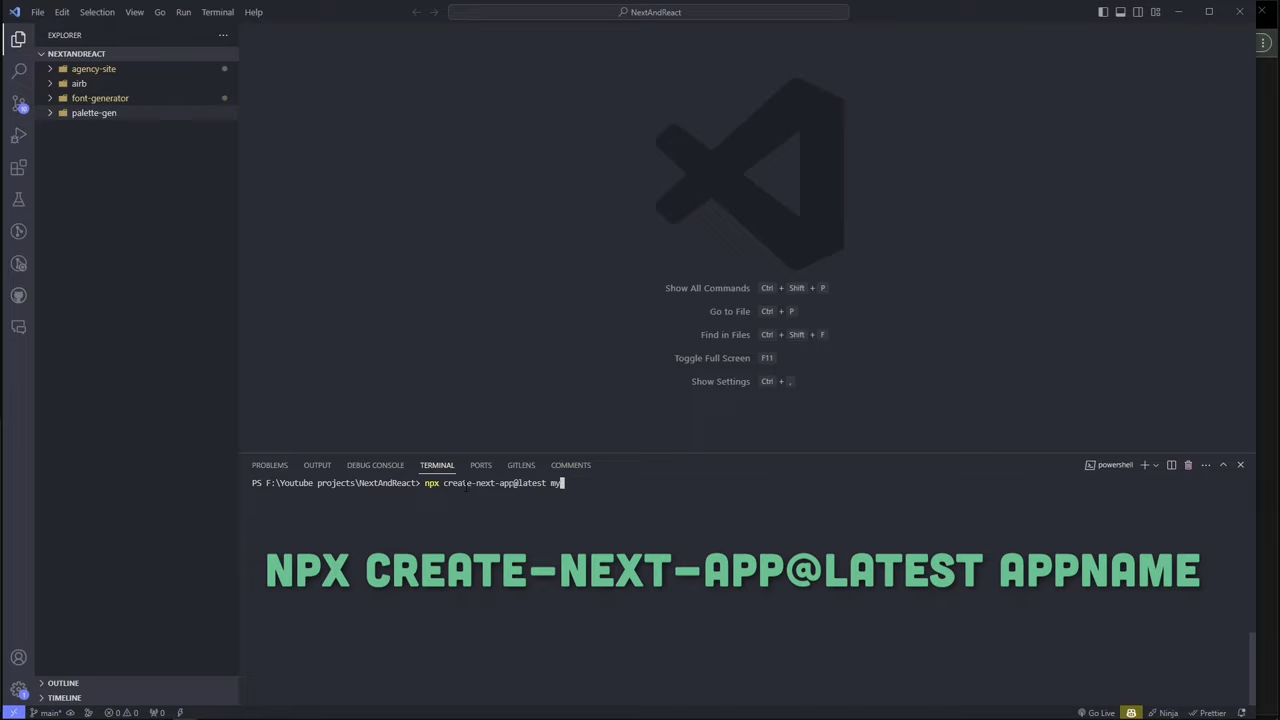 File Edit Selection View Go Run Terminal Help
NextAndReact
EXPLORER
NEXTANDREACT
agency-site
airb
font-generator
palette-gen
Show All Commands Ctrl + Shift + P
Go to File Ctrl + P
Find in Files Ctrl + Shift + F
Toggle Full Screen F11
Show Settings Ctrl + ,
PROBLEMS OUTPUT DEBUG CONSOLE TERMINAL PORTS GITLENS COMMENTS
powershell
PS F:\Youtube projects\NextAndReact> npx create-next-app@latest my
NPX CREATE-NEXT-APP@LATEST APPNAME
OUTLINE
TIMELINE
main* 0 0 0 Go Live Ninja Prettier